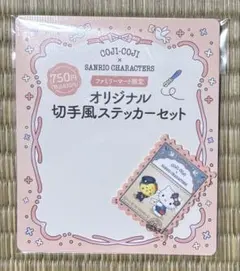 COJI-COJI
×
SANRIO CHARACTERS
750円
ファミリーマート限定
オリジナル
切手風ステッカーセット